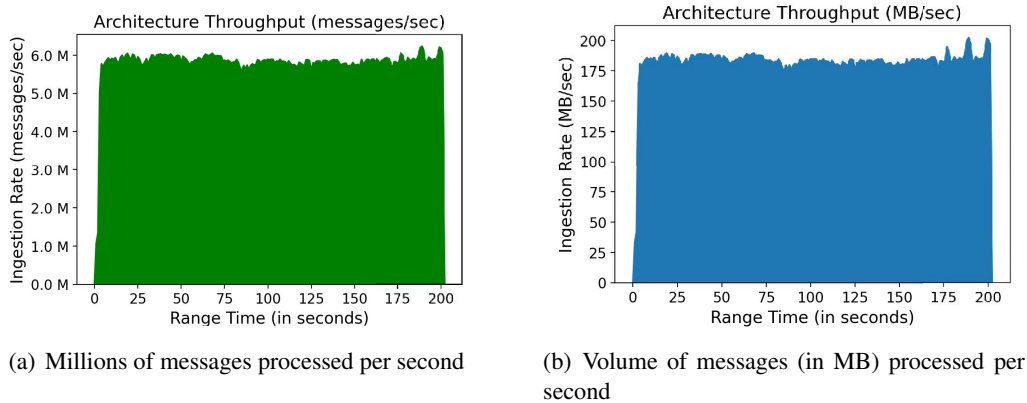 Architecture Throughput (messages/sec)
Ingestion Rate (messages/sec)
6.0 M
5.0 M
4.0 M
3.0 M
2.0 M
1.0 M
0.0 M
0 25 50 75 100 125 150 175 200
Range Time (in seconds)
(a) Millions of messages processed per second
Architecture Throughput (MB/sec)
Ingestion Rate (MB/sec)
200
175
150
125
100
75
50
25
0
0 25 50 75 100 125 150 175 200
Range Time (in seconds)
(b) Volume of messages (in MB) processed per
second